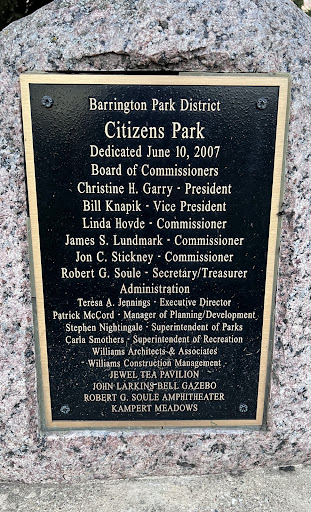 Barrington Park District
Citizens Park
Dedicated June 10, 2007
Board of Commissioners
Christine H. Garry - President
Bill Knapik - Vice President
Linda Hovde - Commissioner
James S. Lundmark - Commissioner
Jon C. Stickney - Commissioner
Robert G. Soule - Secretary/Treasurer
Administration
Teresa A. Jennings - Executive Director
Patrick McCord - Manager of Planning/Development
Stephen Nightingale - Superintendent of Parks
Carla Smothers - Superintendent of Recreation
Williams Architects & Associates
Williams Construction Management
JEWEL TEA PAVILION
JOHN LARKINS-BELL GAZEBO
ROBERT G. SOULE AMPHITHEATER
KAMPERT MEADOWS